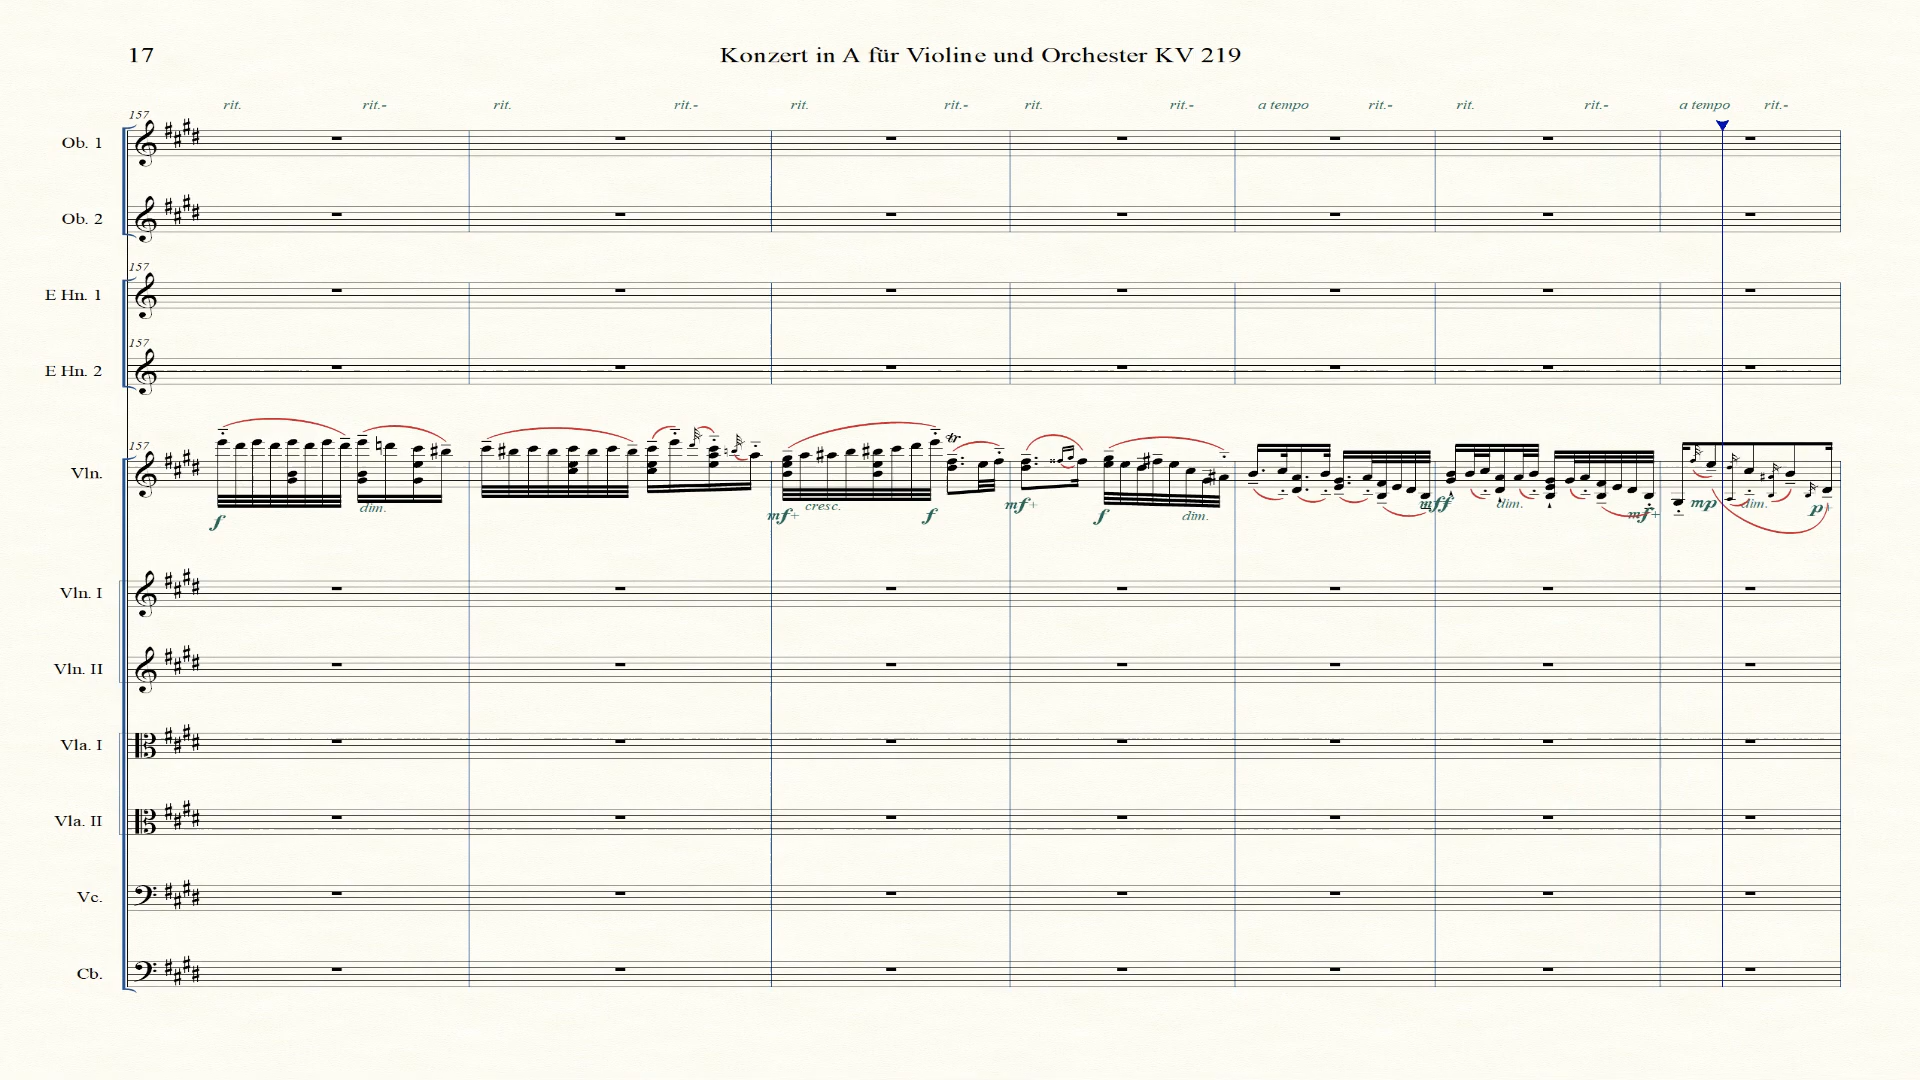 17
Konzert in A für Violine und Orchester KV 219
rit. rit.- rit. rit.- rit. rit.- rit. rit.- a tempo rit.- rit. rit.- a tempo rit.-
157
Ob. 1
Ob. 2
157
E Hn. 1
157
E Hn. 2
157
tr
Vln.
f dim. mf+ cresc. f mf+ f dim. mff dim. mf+ mp dim. p+
Vln. I
Vln. II
Vla. I
Vla. II
Vc.
Cb.